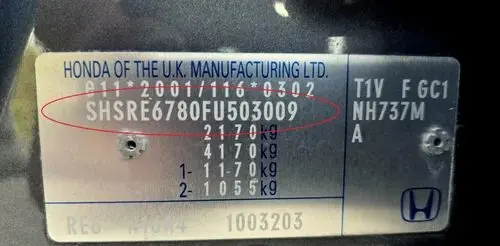 HONDA OF THE U.K. MANUFACTURING LTD.
e11*2001/116*0302
SHSRE6780FU503009
2170kg
4170kg
1- 1170kg
2- 1055kg
1003203
T1V F GC1
NH737M
A